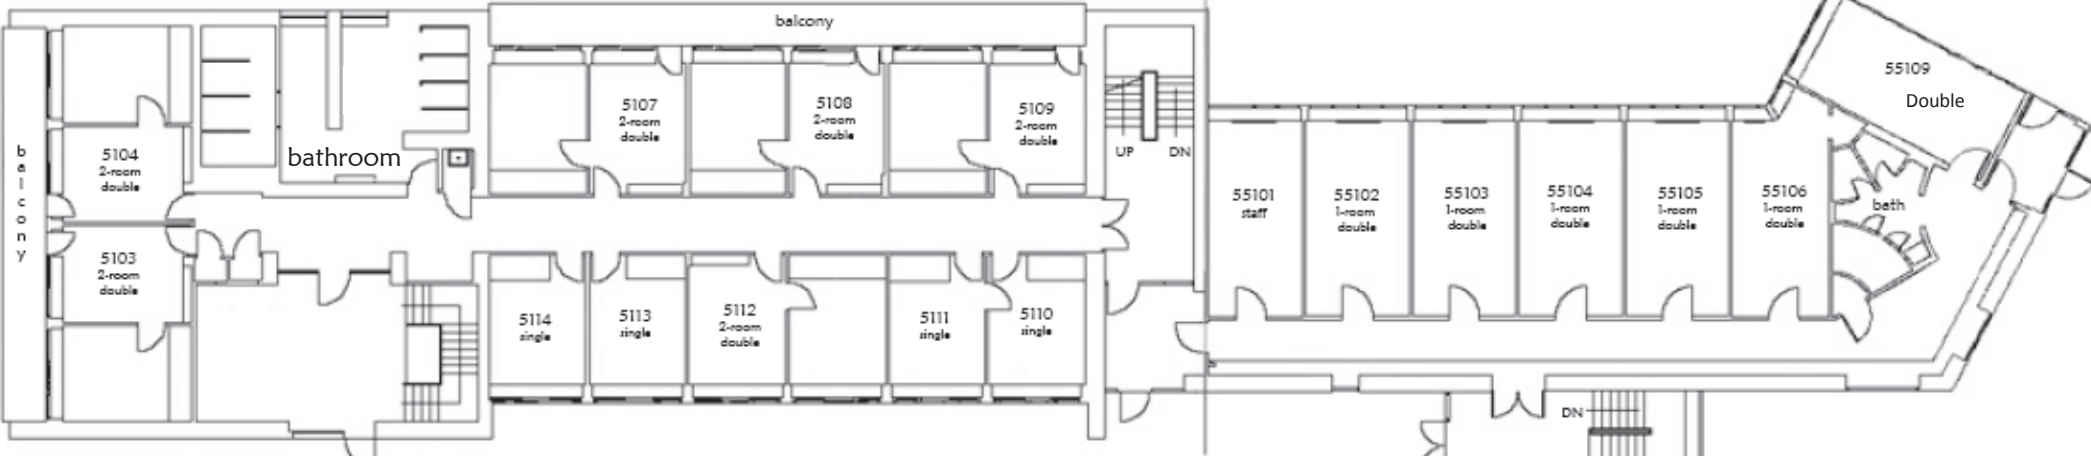 balcony
balcony
5104
2-room
double
5103
2-room
double
bathroom
5107
2-room
double
5108
2-room
double
5109
2-room
double
5114
single
5113
single
5112
2-room
double
5111
single
5110
single
UP
DN
55101
staff
55102
1-room
double
55103
1-room
double
55104
1-room
double
55105
1-room
double
55106
1-room
double
bath
55109
Double
DN